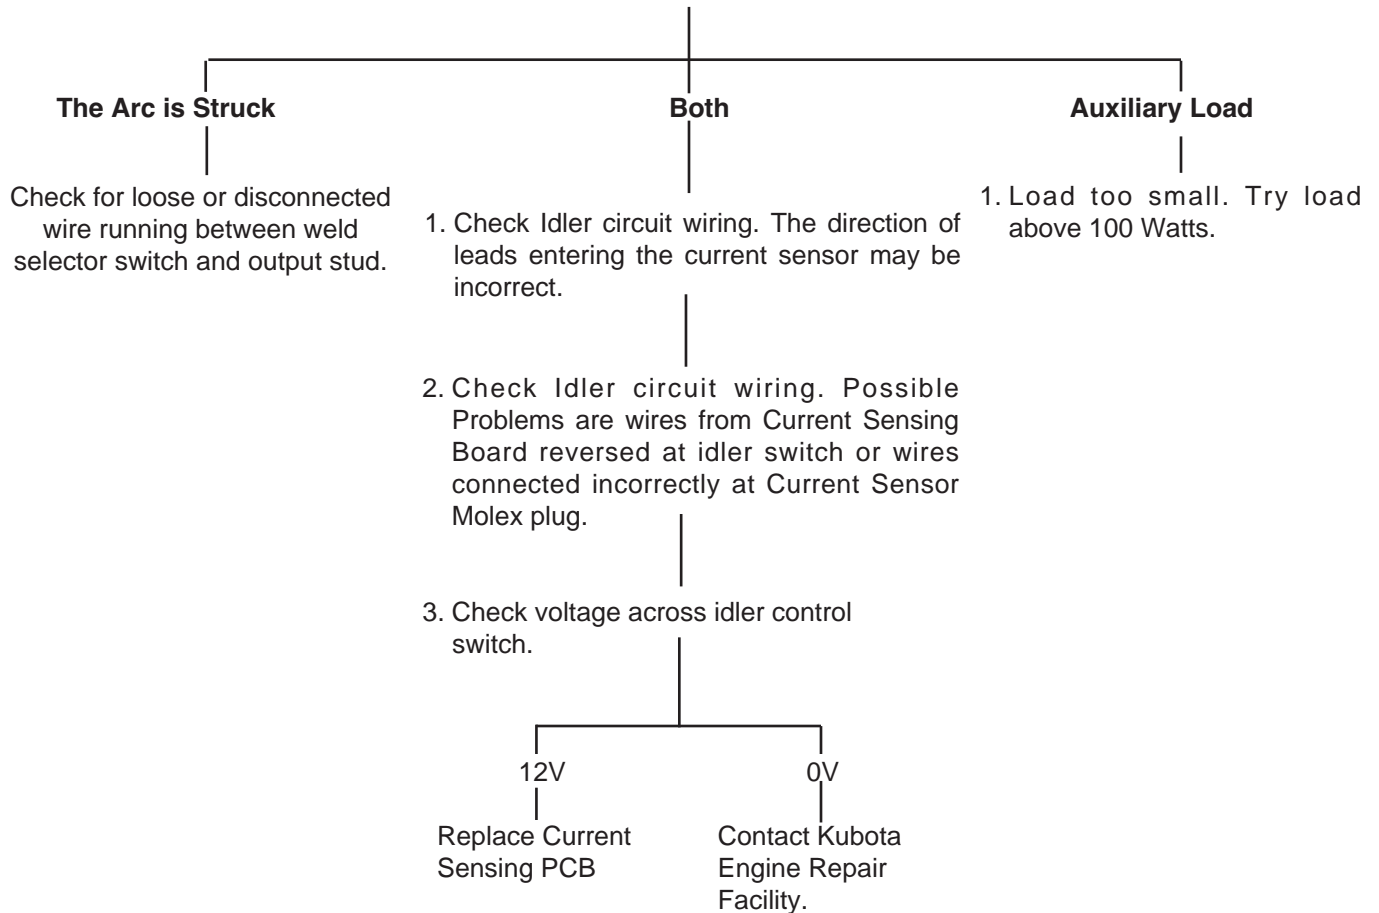 The Arc is Struck
Both
Auxiliary Load
Check for loose or disconnected
wire running between weld
selector switch and output stud.
1. Check Idler circuit wiring. The direction of
leads entering the current sensor may be
incorrect.
2. Check Idler circuit wiring. Possible
Problems are wires from Current Sensing
Board reversed at idler switch or wires
connected incorrectly at Current Sensor
Molex plug.
3. Check voltage across idler control
switch.
12V
0V
Replace Current
Sensing PCB
Contact Kubota
Engine Repair
Facility.
1. Load too small. Try load
above 100 Watts.